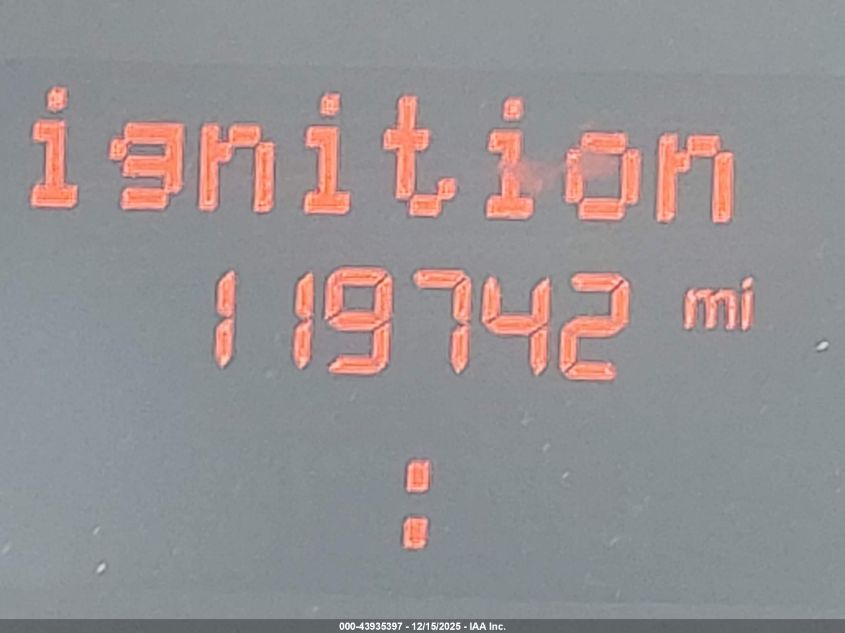 ignition
119742 mi
:
000-43935397 - 12/15/2025 - IAA Inc.